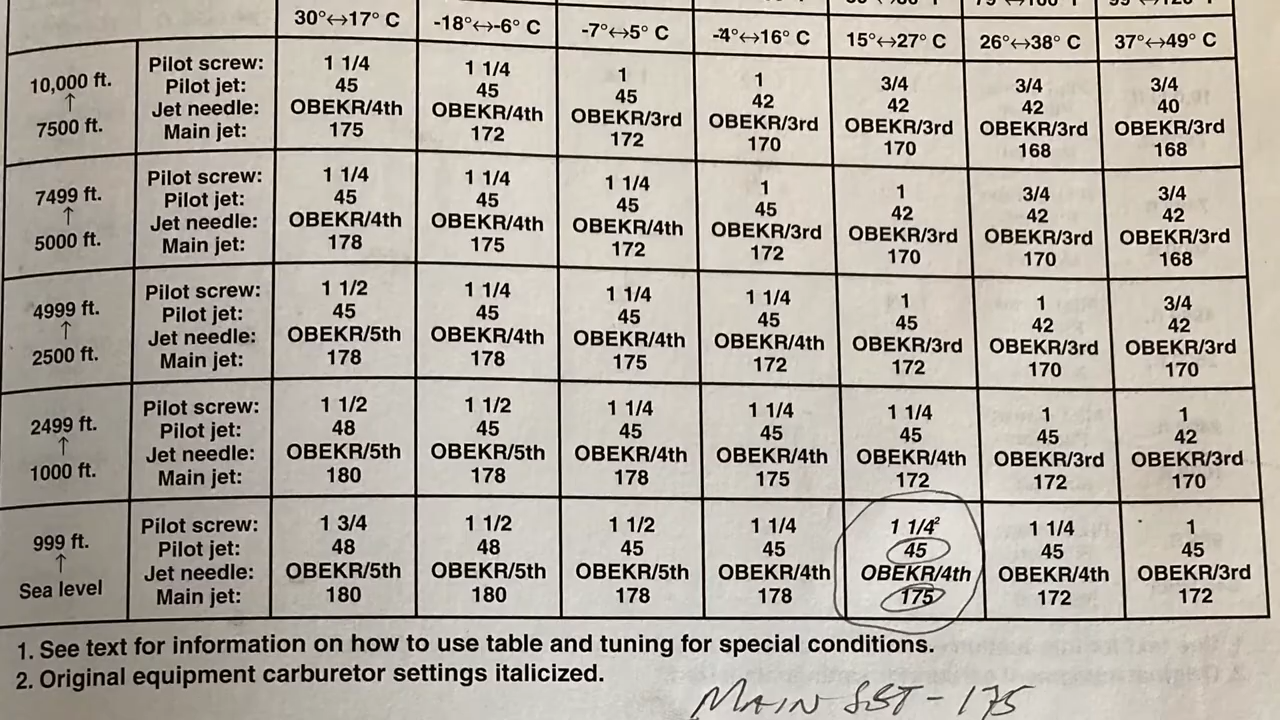 30°↔17° C -18°↔-6° C -7°↔5° C -4°↔16° C 15°↔27° C 26°↔38° C 37°↔49° C
10,000 ft. ↑ 7500 ft.
Pilot screw: 1 1/4 1 1/4 1 1 3/4 3/4 3/4
Pilot jet: 45 45 45 42 42 42 40
Jet needle: OBEKR/4th OBEKR/4th OBEKR/3rd OBEKR/3rd OBEKR/3rd OBEKR/3rd OBEKR/3rd
Main jet: 175 172 172 170 170 168 168
7499 ft. ↑ 5000 ft.
Pilot screw: 1 1/4 1 1/4 1 1/4 1 1 3/4 3/4
Pilot jet: 45 45 45 45 42 42 42
Jet needle: OBEKR/4th OBEKR/4th OBEKR/4th OBEKR/3rd OBEKR/3rd OBEKR/3rd OBEKR/3rd
Main jet: 178 175 172 172 170 170 168
4999 ft. ↑ 2500 ft.
Pilot screw: 1 1/2 1 1/4 1 1/4 1 1/4 1 1 3/4
Pilot jet: 45 45 45 45 45 42 42
Jet needle: OBEKR/5th OBEKR/4th OBEKR/4th OBEKR/4th OBEKR/3rd OBEKR/3rd OBEKR/3rd
Main jet: 178 178 175 172 172 170 170
2499 ft. ↑ 1000 ft.
Pilot screw: 1 1/2 1 1/2 1 1/4 1 1/4 1 1/4 1 1
Pilot jet: 48 45 45 45 45 45 42
Jet needle: OBEKR/5th OBEKR/5th OBEKR/4th OBEKR/4th OBEKR/4th OBEKR/3rd OBEKR/3rd
Main jet: 180 178 178 175 172 172 170
999 ft. ↑ Sea level
Pilot screw: 1 3/4 1 1/2 1 1/2 1 1/4 1 1/4² 1 1/4 1
Pilot jet: 48 48 45 45 45 45 45
Jet needle: OBEKR/5th OBEKR/5th OBEKR/5th OBEKR/4th OBEKR/4th OBEKR/4th OBEKR/3rd
Main jet: 180 180 178 178 175 172 172
1. See text for information on how to use table and tuning for special conditions.
2. Original equipment carburetor settings italicized.
MAIN - 175